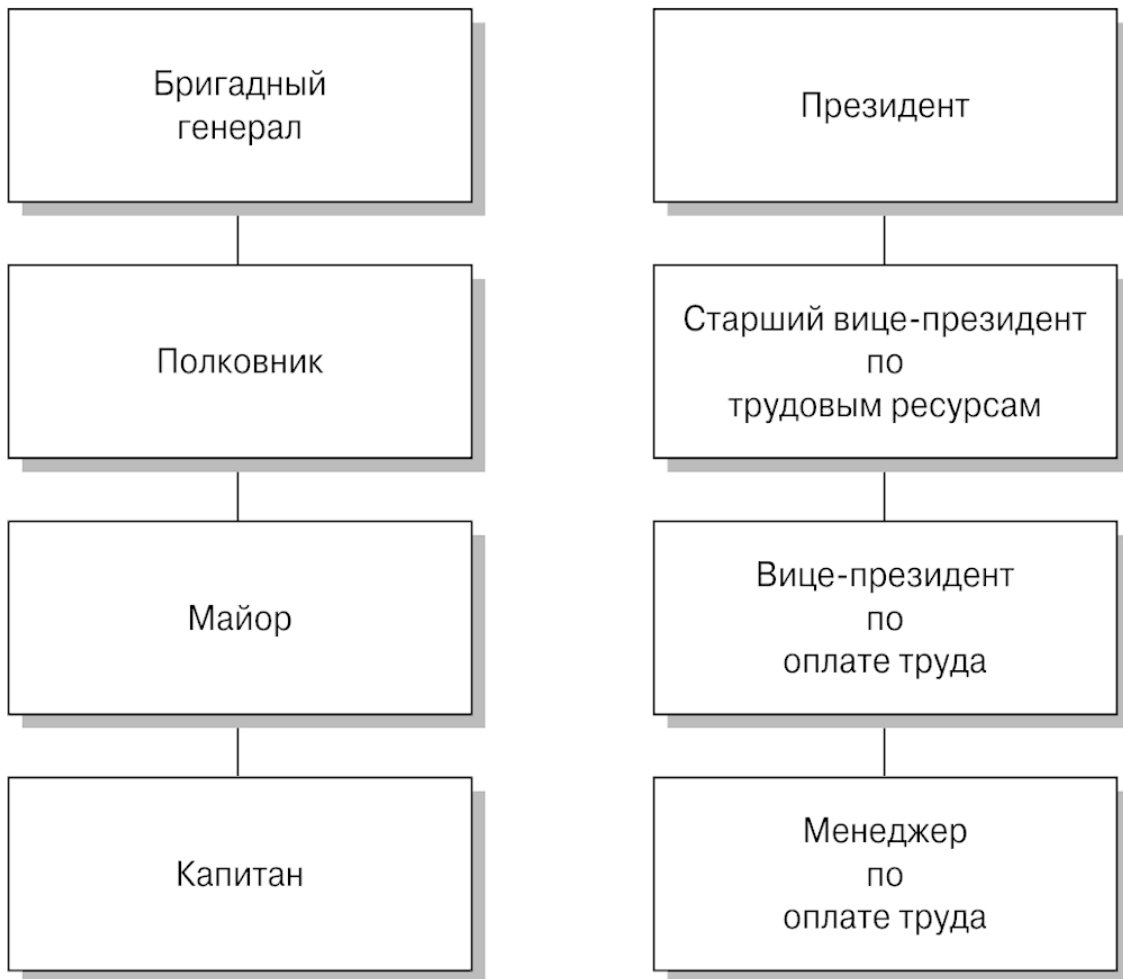 Бригадный
генерал
Полковник
Майор
Капитан
Президент
Старший вице-президент
по
трудовым ресурсам
Вице-президент
по
оплате труда
Менеджер
по
оплате труда